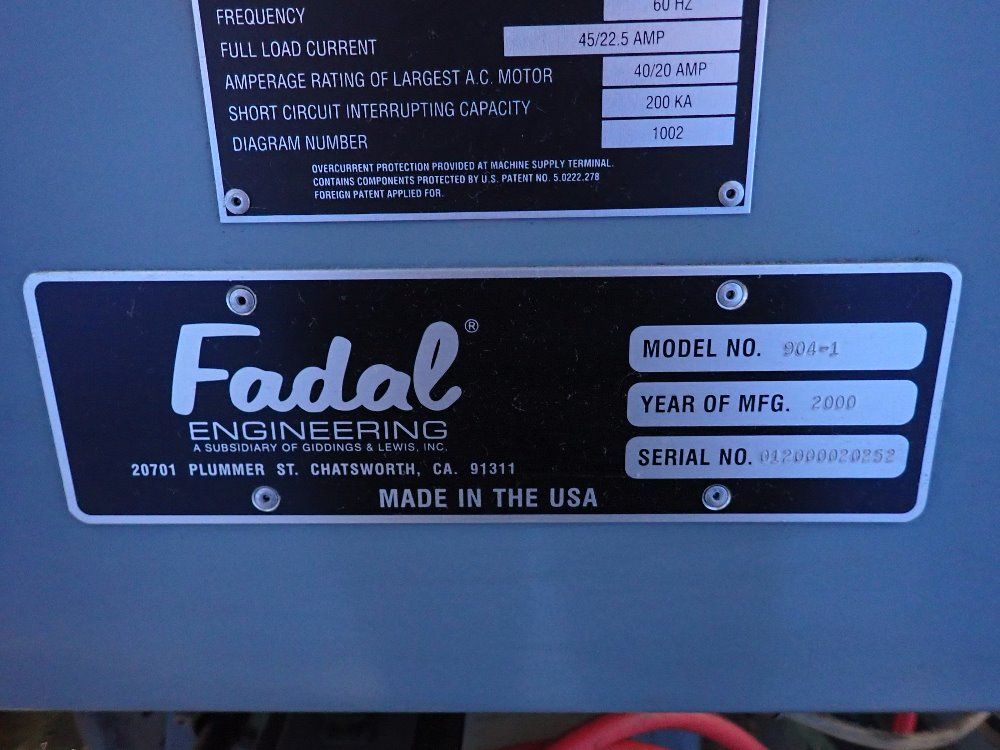 FREQUENCY 60 HZ
FULL LOAD CURRENT 45/22.5 AMP
AMPERAGE RATING OF LARGEST A.C. MOTOR 40/20 AMP
SHORT CIRCUIT INTERRUPTING CAPACITY 200 KA
DIAGRAM NUMBER 1002
OVERCURRENT PROTECTION PROVIDED AT MACHINE SUPPLY TERMINAL.
CONTAINS COMPONENTS PROTECTED BY U.S. PATENT NO. 5.0222.278
FOREIGN PATENT APPLIED FOR.
Fadal®
ENGINEERING
A SUBSIDIARY OF GIDDINGS & LEWIS, INC.
20701 PLUMMER ST. CHATSWORTH, CA. 91311
MADE IN THE USA
MODEL NO. 904-1
YEAR OF MFG. 2000
SERIAL NO. 012000020252